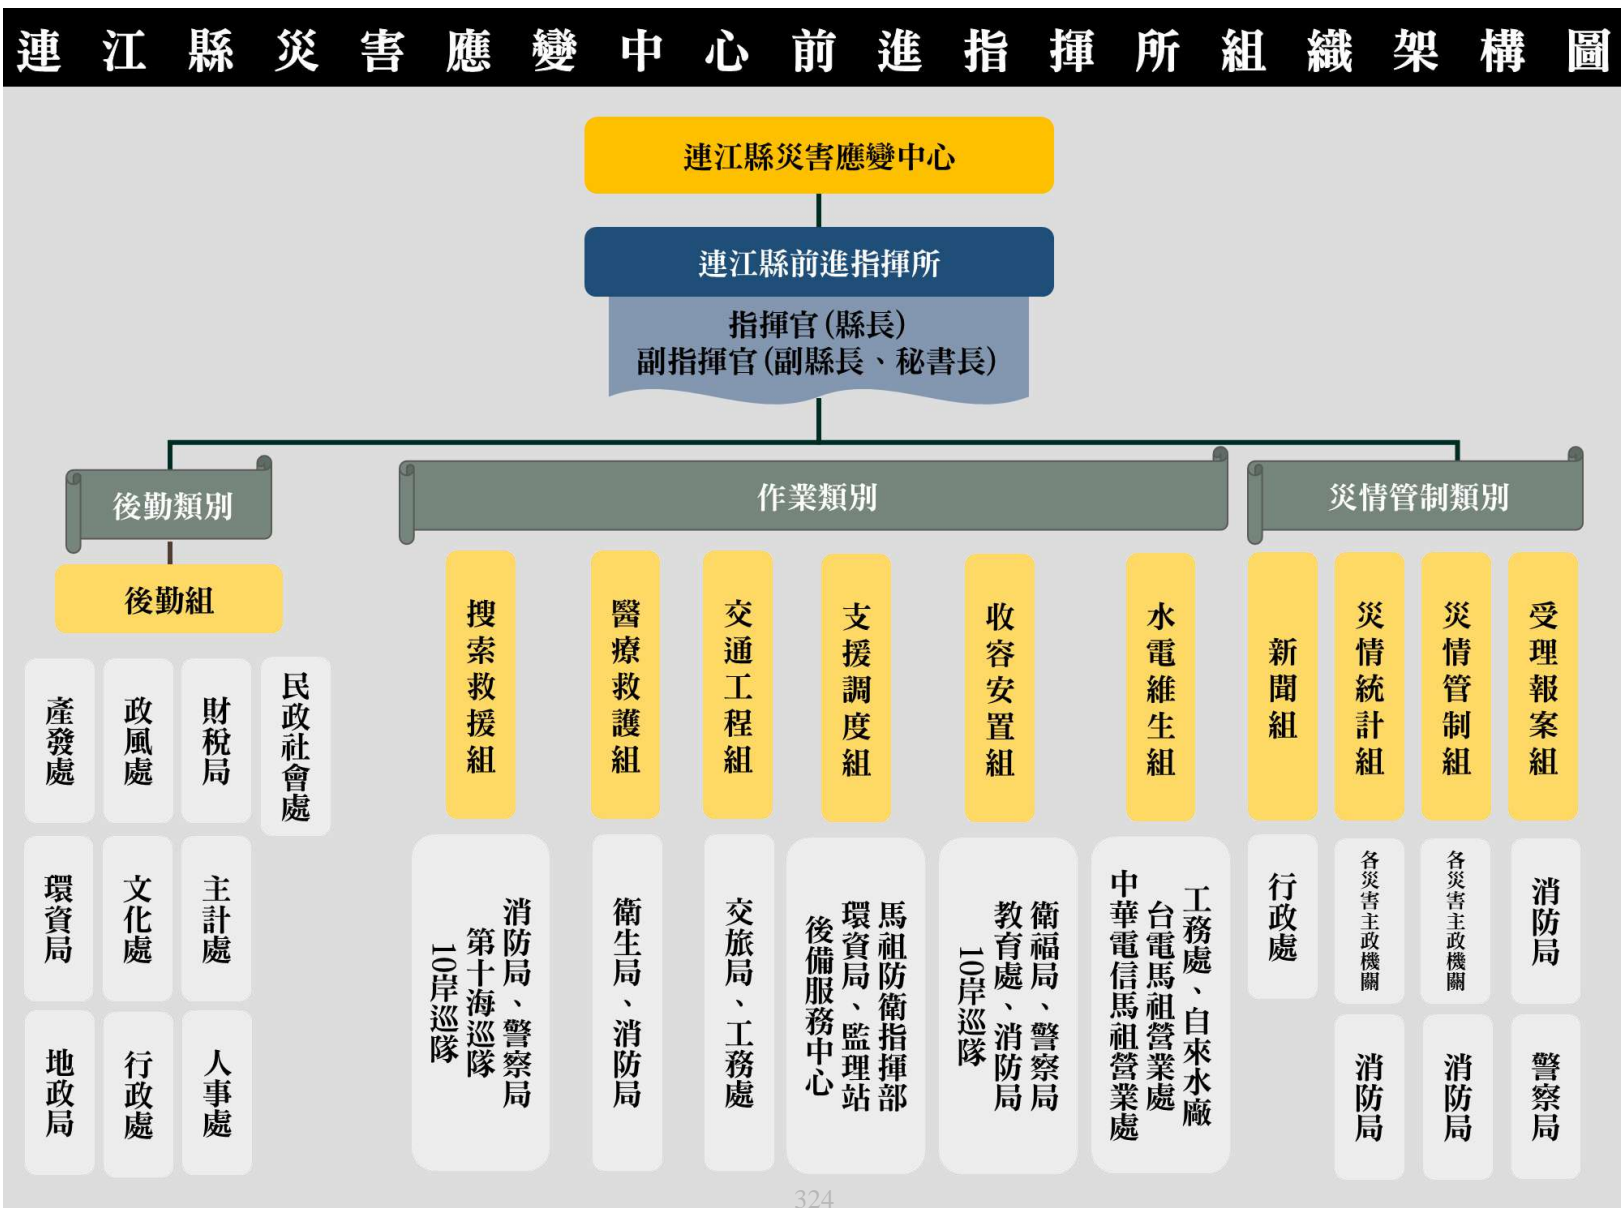 連江縣災害應變中心前進指揮所組織架構圖
連江縣災害應變中心
連江縣前進指揮所
指揮官(縣長)
副指揮官(副縣長、秘書長)
後勤類別
作業類別
災情管制類別
後勤組
產發處
政風處
財稅局
民政社會處
環資局
文化處
主計處
地政局
行政處
人事處
搜索救援組
消防局、警察局
第十海巡隊
10岸巡隊
醫療救護組
衛生局、消防局
交通工程組
交旅局、工務處
支援調度組
馬祖防衛指揮部
環資局、監理站
後備服務中心
收容安置組
衛福局、警察局
教育處、消防局
10岸巡隊
水電維生組
工務處、自來水廠
台電馬祖營業處
中華電信馬祖營業處
新聞組
行政處
災情統計組
各災害主政機關
消防局
災情管制組
各災害主政機關
消防局
受理報案組
消防局
警察局
324